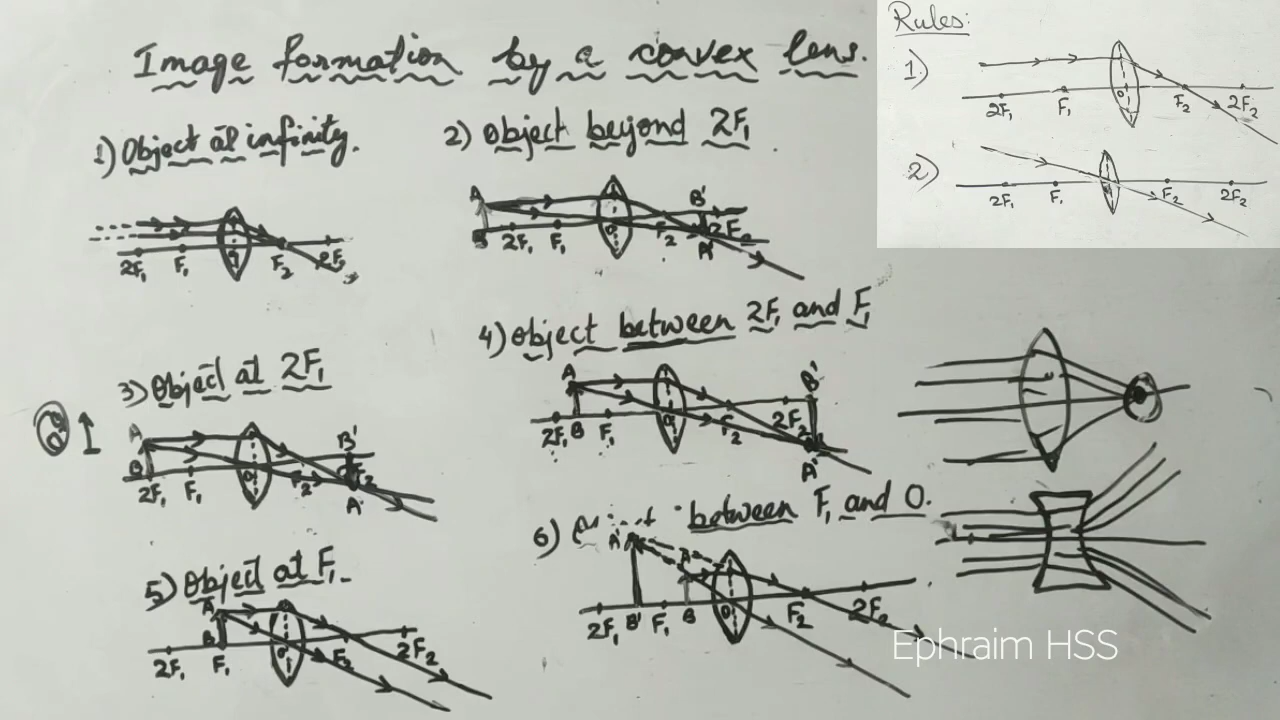 Image formation by a convex lens.
1) Object at infinity.
2F₁ F₁ O F₂ 2F₂
2) Object beyond 2F₁
A B' 
B 2F₁ F₁ O F₂ 2F₂
A'
3) Object at 2F₁
A B'
B 2F₁ F₁ O F₂ 2F₂
A'
4) Object between 2F₁ and F₁
A B'
2F₁ B F₁ O F₂ 2F₂
A'
5) Object at F₁
A
B
2F₁ F₁ O F₂ 2F₂
6) between F₁ and O.
A' A
2F₁ B' F₁ B O F₂ 2F₂
Rules:
1)
2F₁ F₁ O F₂ 2F₂
2)
2F₁ F₁ F₂ 2F₂
Ephraim HSS